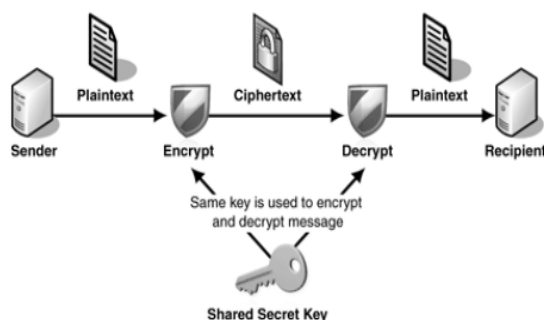 Plaintext
Ciphertext
Plaintext
Sender
Encrypt
Decrypt
Recipient
Same key is used to encrypt
and decrypt message
Shared Secret Key